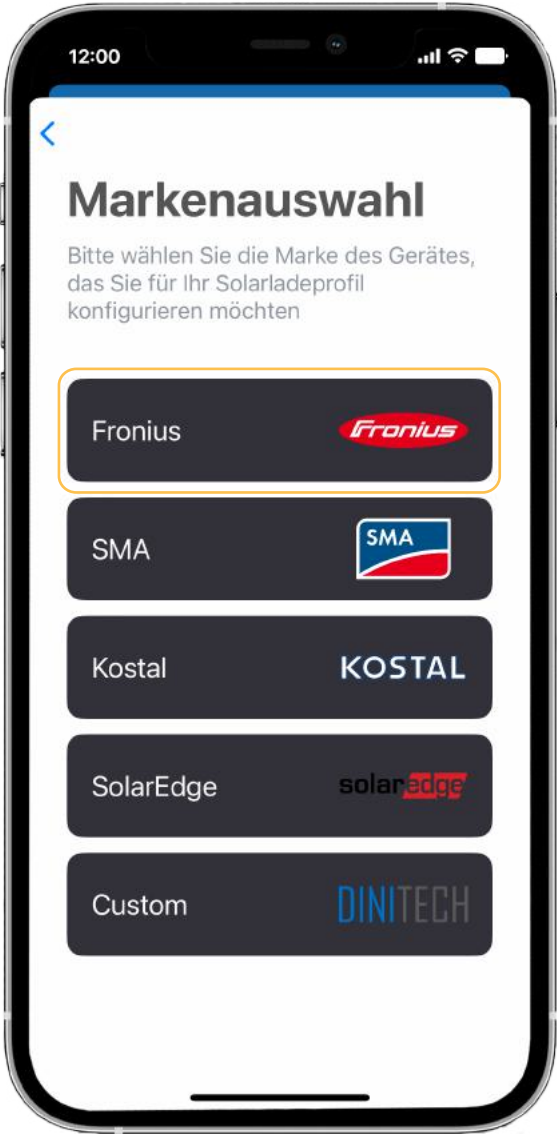 12:00
Markenauswahl
Bitte wählen Sie die Marke des Gerätes,
das Sie für Ihr Solarladeprofil
konfigurieren möchten
Fronius Fronius
SMA SMA
Kostal KOSTAL
SolarEdge solaredge
Custom DINITECH